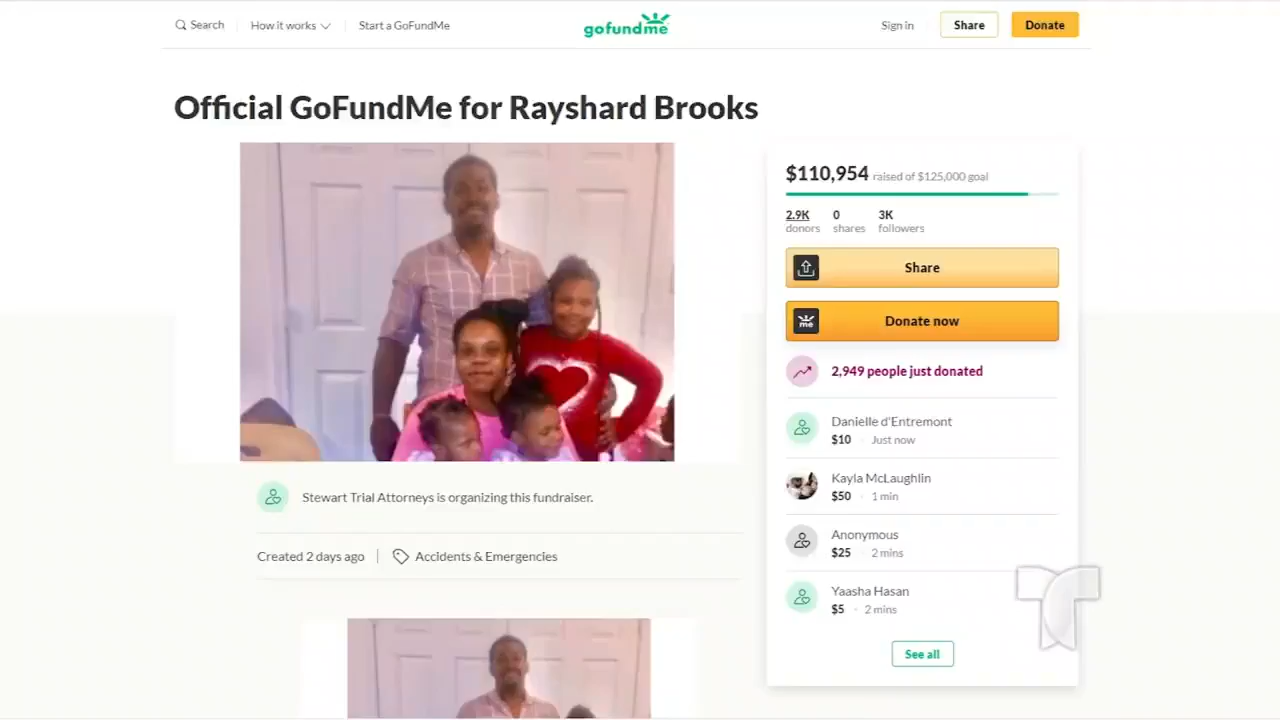 Search
How it works
Start a GoFundMe
gofundme
Sign in
Share
Donate
Official GoFundMe for Rayshard Brooks
$110,954 raised of $125,000 goal
2.9K
donors
0
shares
3K
followers
Share
me
Donate now
2,949 people just donated
Danielle d'Entremont
$10 · Just now
Kayla McLaughlin
$50 · 1 min
Anonymous
$25 · 2 mins
Yaasha Hasan
$5 · 2 mins
See all
Stewart Trial Attorneys is organizing this fundraiser.
Created 2 days ago | Accidents & Emergencies